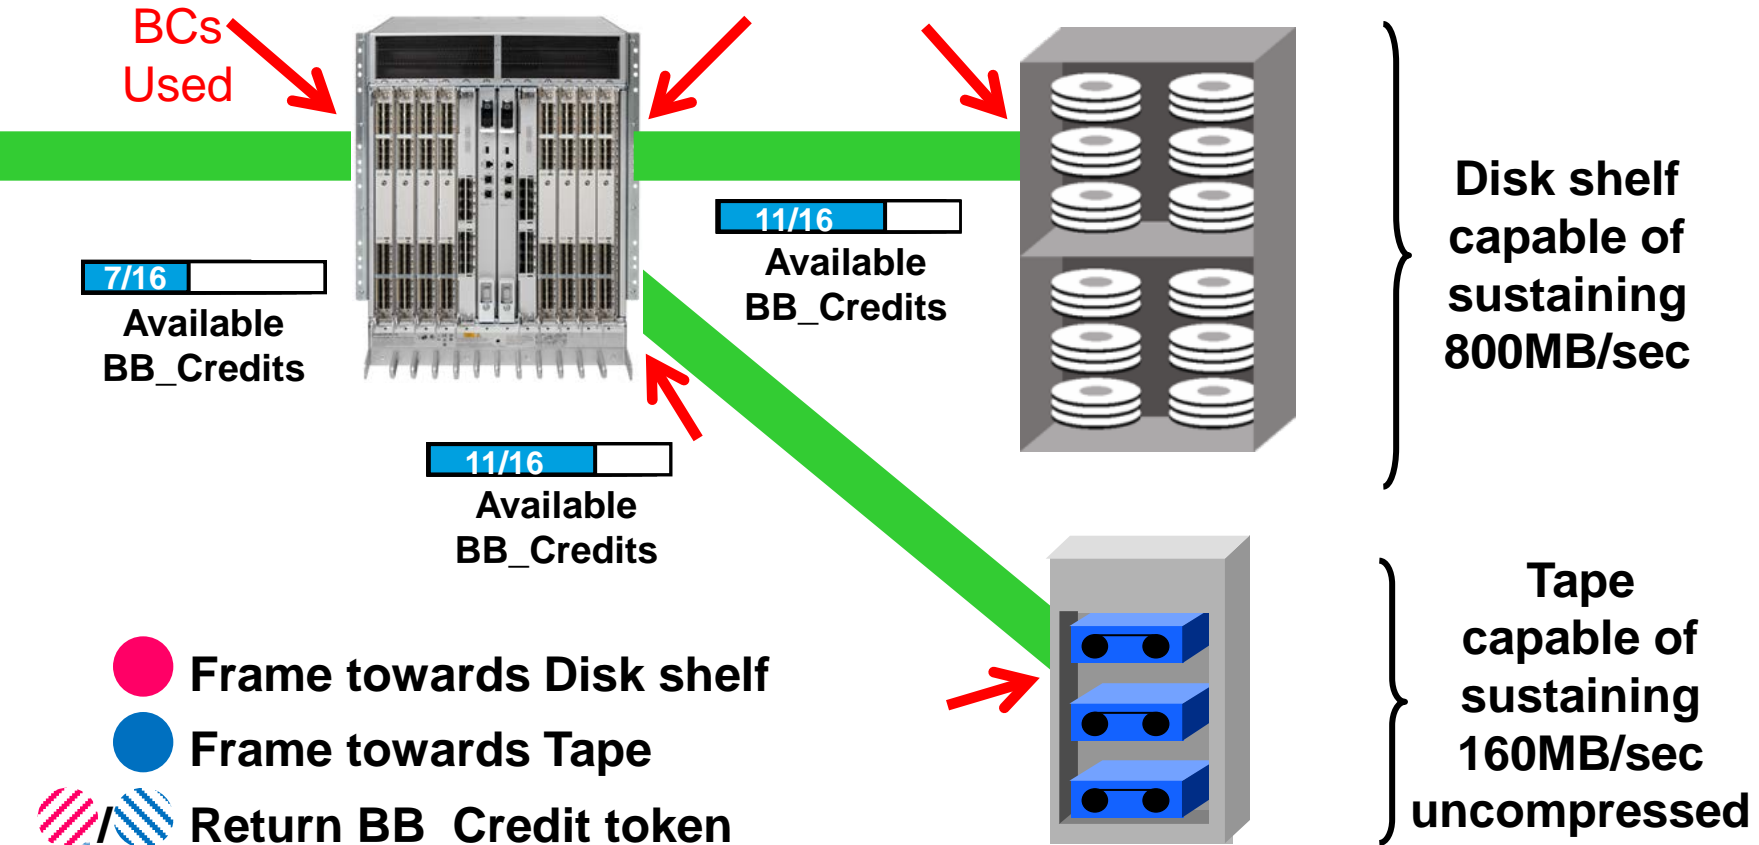 BCs
Used
7/16
Available
BB_Credits
11/16
Available
BB_Credits
11/16
Available
BB_Credits
Disk shelf
capable of
sustaining
800MB/sec
Tape
capable of
sustaining
160MB/sec
uncompressed
Frame towards Disk shelf
Frame towards Tape
/ Return BB_Credit token